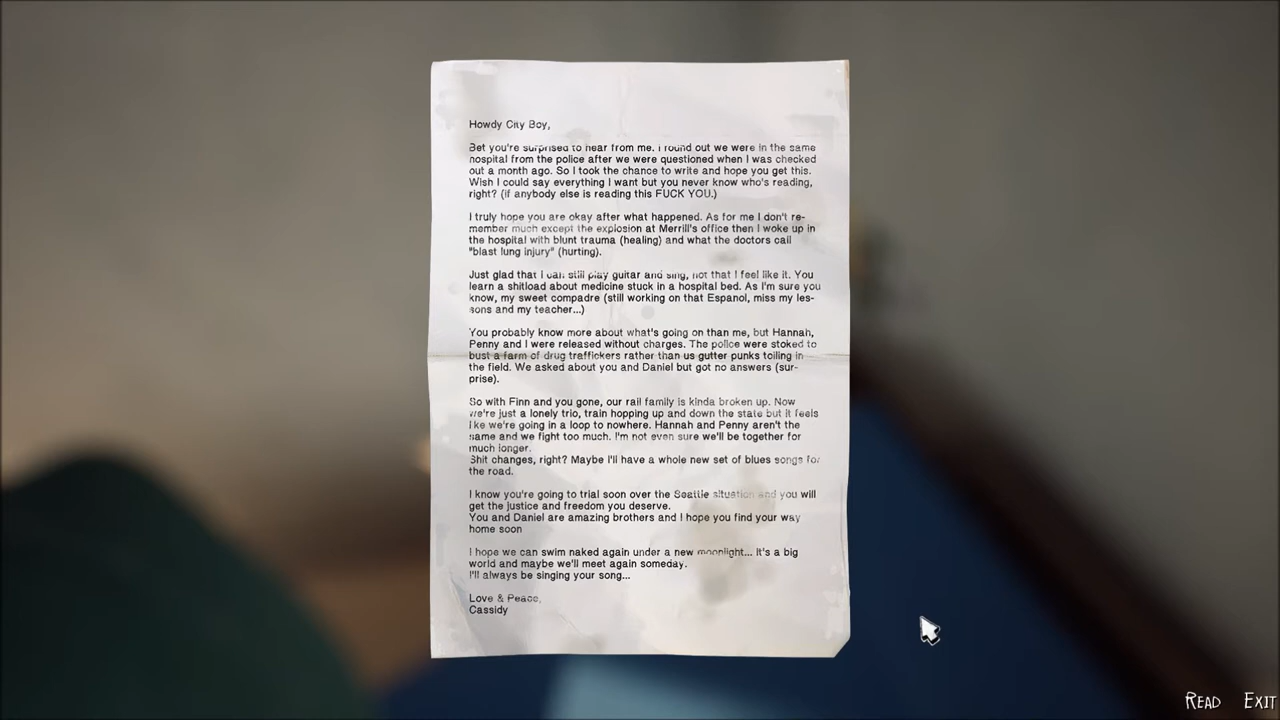 Howdy City Boy,
Bet you're surprised to hear from me. I found out we were in the same
hospital from the police after we were questioned when I was checked
out a month ago. So I took the chance to write and hope you get this.
Wish I could say everything I want but you never know who's reading,
right? (if anybody else is reading this FUCK YOU.)
I truly hope you are okay after what happened. As for me I don't re-
member much except the explosion at Merrill's office then I woke up in
the hospital with blunt trauma (healing) and what the doctors call
"blast lung injury" (hurting).
Just glad that I can still play guitar and sing, not that I feel like it. You
learn a shitload about medicine stuck in a hospital bed. As I'm sure you
know, my sweet compadre (still working on that Espanol, miss my les-
sons and my teacher...)
You probably know more about what's going on than me, but Hannah,
Penny and I were released without charges. The police were stoked to
bust a farm of drug traffickers rather than us gutter punks toiling in
the field. We asked about you and Daniel but got no answers (sur-
prise).
So with Finn and you gone, our rail family is kinda broken up. Now
we're just a lonely trio, train hopping up and down the state but it feels
like we're going in a loop to nowhere. Hannah and Penny aren't the
same and we fight too much. I'm not even sure we'll be together for
much longer.
Shit changes, right? Maybe I'll have a whole new set of blues songs for
the road.
I know you're going to trial soon over the Seattle situation and you will
get the justice and freedom you deserve.
You and Daniel are amazing brothers and I hope you find your way
home soon
I hope we can swim naked again under a new moonlight... It's a big
world and maybe we'll meet again someday.
I'll always be singing your song...
Love & Peace,
Cassidy
READ EXIT